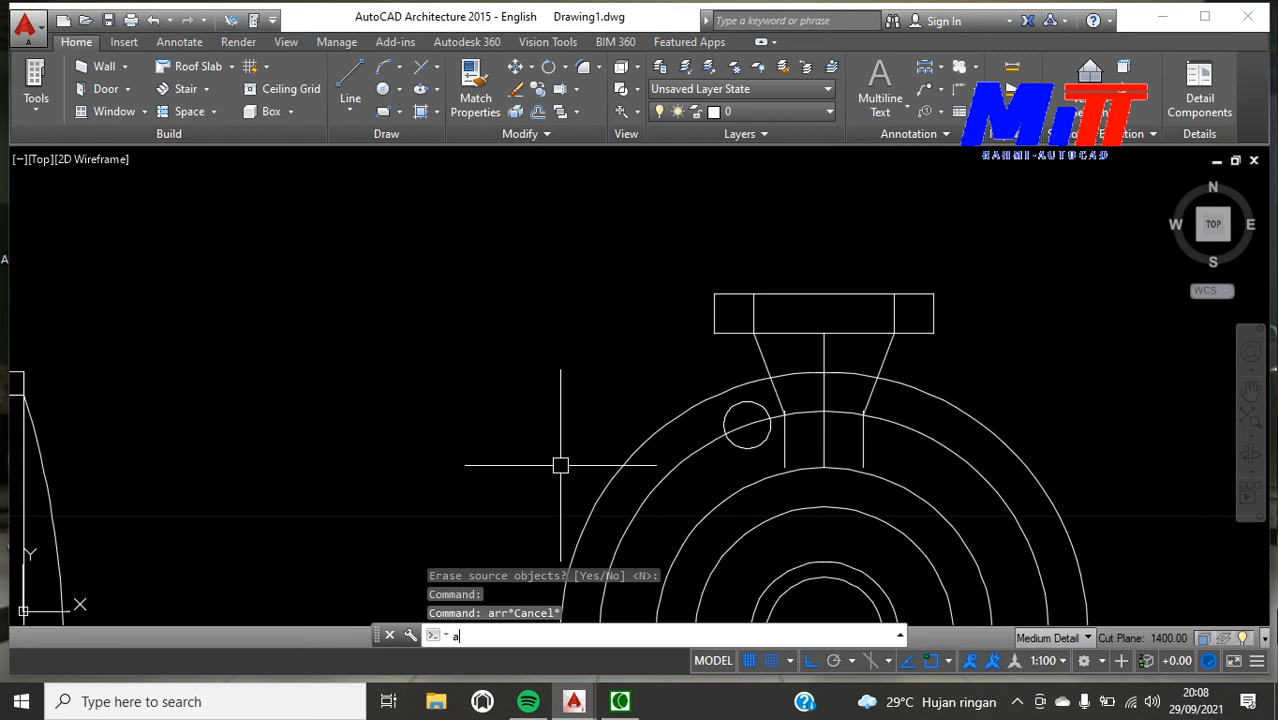 AutoCAD Architecture 2015 - English Drawing1.dwg
Type a keyword or phrase
Sign In
Home Insert Annotate Render View Manage Add-ins Autodesk 360 Vision Tools BIM 360 Featured Apps
Tools
Wall
Door
Window
Roof Slab
Stair
Space
Ceiling Grid
Box
Build
Line
Draw
Match
Properties
Modify
View
Unsaved Layer State
0
Layers
Multiline
Text
Annotation
Detail
Components
Details
MiTT
HAHMI-AUTOCAD
[−][Top][2D Wireframe]
N
W TOP E
S
WCS
Y
X
A
Erase source objects? [Yes/No] <N>:
Command:
Command: arr*Cancel*
a
Medium Detail Cut Plane: 1400.00
MODEL
1:100
+0.00
Type here to search
29°C Hujan ringan
20:08
29/09/2021